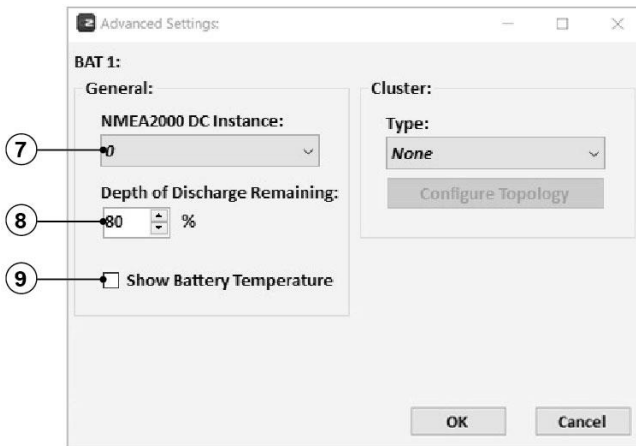 Advanced Settings:
BAT 1:
General:
NMEA2000 DC Instance:
7
0
Depth of Discharge Remaining:
8
80 %
9
Show Battery Temperature
Cluster:
Type:
None
Configure Topology
OK
Cancel